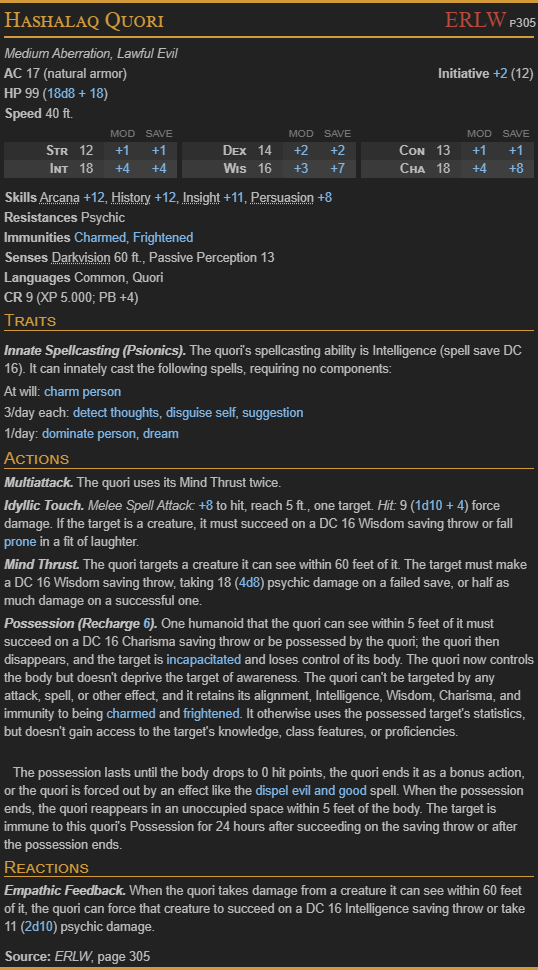 Hashalaq Quori ERLW P305
Medium Aberration, Lawful Evil
AC 17 (natural armor) Initiative +2 (12)
HP 99 (18d8 + 18)
Speed 40 ft.
MOD SAVE MOD SAVE MOD SAVE
Str 12 +1 +1 Dex 14 +2 +2 Con 13 +1 +1
Int 18 +4 +4 Wis 16 +3 +7 Cha 18 +4 +8
Skills Arcana +12, History +12, Insight +11, Persuasion +8
Resistances Psychic
Immunities Charmed, Frightened
Senses Darkvision 60 ft., Passive Perception 13
Languages Common, Quori
CR 9 (XP 5.000; PB +4)
Traits
Innate Spellcasting (Psionics). The quori's spellcasting ability is Intelligence (spell save DC
16). It can innately cast the following spells, requiring no components:
At will: charm person
3/day each: detect thoughts, disguise self, suggestion
1/day: dominate person, dream
Actions
Multiattack. The quori uses its Mind Thrust twice.
Idyllic Touch. Melee Spell Attack: +8 to hit, reach 5 ft., one target. Hit: 9 (1d10 + 4) force
damage. If the target is a creature, it must succeed on a DC 16 Wisdom saving throw or fall
prone in a fit of laughter.
Mind Thrust. The quori targets a creature it can see within 60 feet of it. The target must make
a DC 16 Wisdom saving throw, taking 18 (4d8) psychic damage on a failed save, or half as
much damage on a successful one.
Possession (Recharge 6). One humanoid that the quori can see within 5 feet of it must
succeed on a DC 16 Charisma saving throw or be possessed by the quori; the quori then
disappears, and the target is incapacitated and loses control of its body. The quori now controls
the body but doesn't deprive the target of awareness. The quori can't be targeted by any
attack, spell, or other effect, and it retains its alignment, Intelligence, Wisdom, Charisma, and
immunity to being charmed and frightened. It otherwise uses the possessed target's statistics,
but doesn't gain access to the target's knowledge, class features, or proficiencies.
The possession lasts until the body drops to 0 hit points, the quori ends it as a bonus action,
or the quori is forced out by an effect like the dispel evil and good spell. When the possession
ends, the quori reappears in an unoccupied space within 5 feet of the body. The target is
immune to this quori's Possession for 24 hours after succeeding on the saving throw or after
the possession ends.
Reactions
Empathic Feedback. When the quori takes damage from a creature it can see within 60 feet
of it, the quori can force that creature to succeed on a DC 16 Intelligence saving throw or take
11 (2d10) psychic damage.
Source: ERLW, page 305